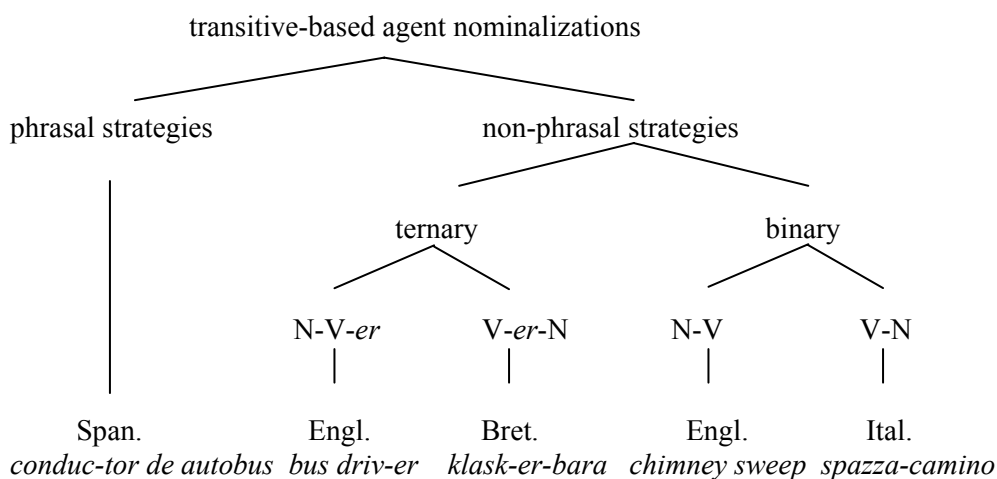 transitive-based agent nominalizations
phrasal strategies non-phrasal strategies
ternary binary
N-V-er V-er-N N-V V-N
Span. Engl. Bret. Engl. Ital.
conduc-tor de autobus bus driv-er klask-er-bara chimney sweep spazza-camino